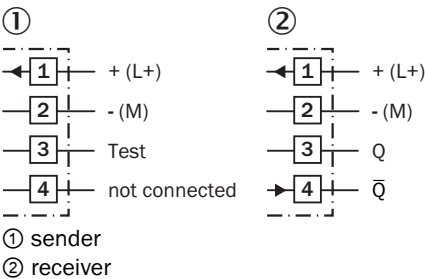 ① ②
1 + (L+) 1 + (L+)
2 - (M) 2 - (M)
3 Test 3 Q
4 not connected 4 Q̅
① sender
② receiver